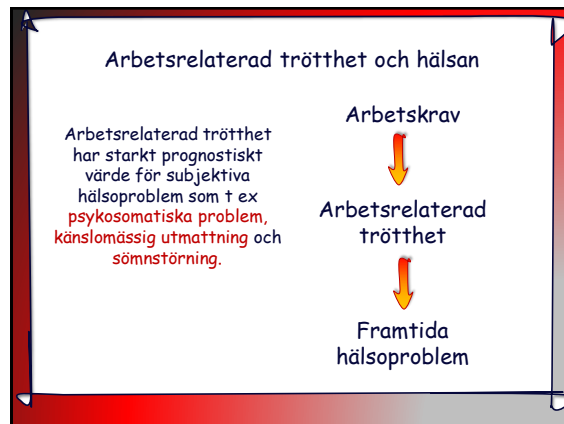 Arbetsrelaterad trötthet och hälsan
Arbetsrelaterad trötthet
har starkt prognostiskt
värde för subjektiva
hälsoproblem som t ex
psykosomatiska problem,
känslomässig utmattning och
sömnstörning.
Arbetskrav
Arbetsrelaterad
trötthet
Framtida
hälsoproblem